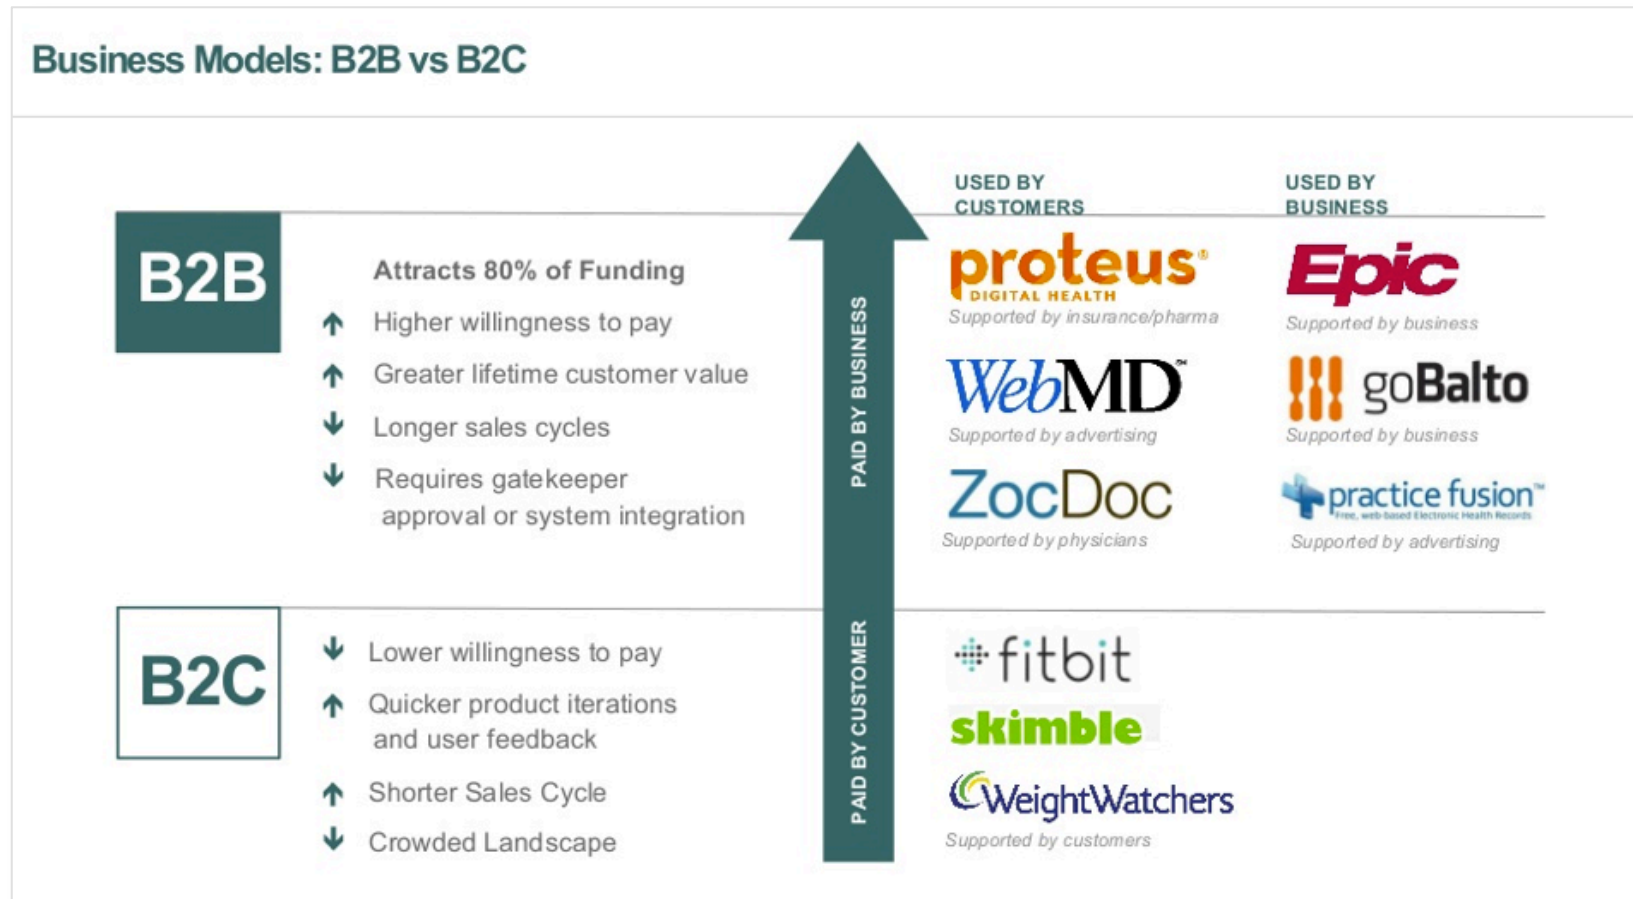 Business Models: B2B vs B2C
USED BY
CUSTOMERS
USED BY
BUSINESS
B2B
Attracts 80% of Funding
Higher willingness to pay
Greater lifetime customer value
Longer sales cycles
Requires gatekeeper
approval or system integration
PAID BY BUSINESS
proteus®
DIGITAL HEALTH
Supported by insurance/pharma
Epic
Supported by business
WebMD™
Supported by advertising
goBalto
Supported by business
ZocDoc
Supported by physicians
practice fusion™
Free, web-based Electronic Health Records
Supported by advertising
B2C
Lower willingness to pay
Quicker product iterations
and user feedback
Shorter Sales Cycle
Crowded Landscape
PAID BY CUSTOMER
fitbit
skimble
WeightWatchers
Supported by customers